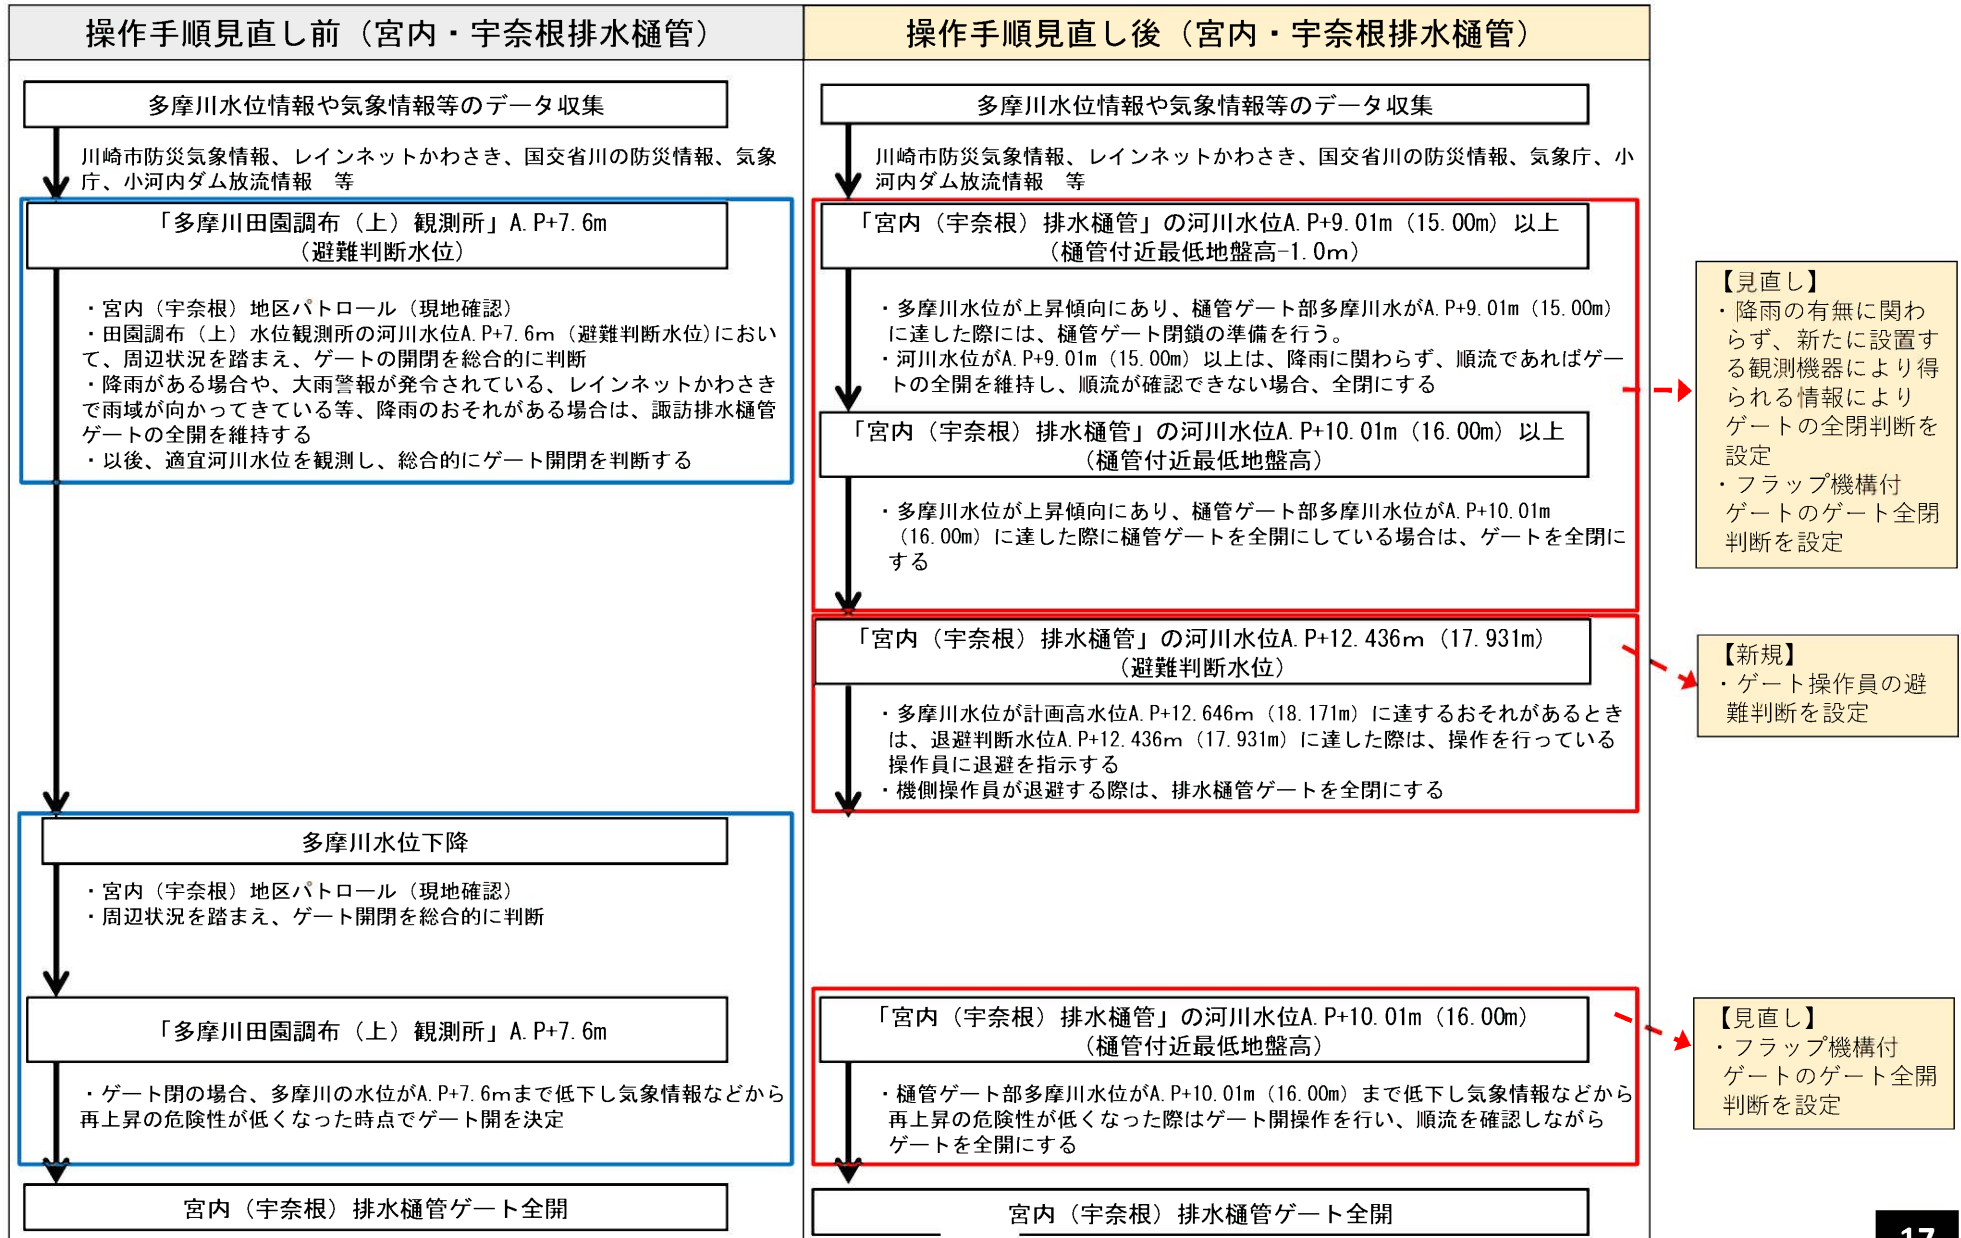 操作手順見直し前（宮内・宇奈根排水樋管）
多摩川水位情報や気象情報等のデータ収集
川崎市防災気象情報、レインネットかわさき、国交省川の防災情報、気象
庁、小河内ダム放流情報　等
「多摩川田園調布（上）観測所」A.P+7.6m
（避難判断水位）
・宮内（宇奈根）地区パトロール（現地確認）
・田園調布（上）水位観測所の河川水位A.P+7.6m（避難判断水位)におい
て、周辺状況を踏まえ、ゲートの開閉を総合的に判断
・降雨がある場合や、大雨警報が発令されている、レインネットかわさき
で雨域が向かってきている等、降雨のおそれがある場合は、諏訪排水樋管
ゲートの全開を維持する
・以後、適宜河川水位を観測し、総合的にゲート開閉を判断する
多摩川水位下降
・宮内（宇奈根）地区パトロール（現地確認）
・周辺状況を踏まえ、ゲート開閉を総合的に判断
「多摩川田園調布（上）観測所」A.P+7.6m
・ゲート閉の場合、多摩川の水位がA.P+7.6mまで低下し気象情報などから
再上昇の危険性が低くなった時点でゲート開を決定
宮内（宇奈根）排水樋管ゲート全開
操作手順見直し後（宮内・宇奈根排水樋管）
多摩川水位情報や気象情報等のデータ収集
川崎市防災気象情報、レインネットかわさき、国交省川の防災情報、気象庁、小
河内ダム放流情報　等
「宮内（宇奈根）排水樋管」の河川水位A.P+9.01m（15.00m）以上
（樋管付近最低地盤高-1.0m）
・多摩川水位が上昇傾向にあり、樋管ゲート部多摩川水がA.P+9.01m（15.00m）
に達した際には、樋管ゲート閉鎖の準備を行う。
・河川水位がA.P+9.01m（15.00m）以上は、降雨に関わらず、順流であればゲー
トの全開を維持し、順流が確認できない場合、全閉にする
「宮内（宇奈根）排水樋管」の河川水位A.P+10.01m（16.00m）以上
（樋管付近最低地盤高）
・多摩川水位が上昇傾向にあり、樋管ゲート部多摩川水位がA.P+10.01m
（16.00m）に達した際に樋管ゲートを全開にしている場合は、ゲートを全閉に
する
「宮内（宇奈根）排水樋管」の河川水位A.P+12.436m（17.931m）
（避難判断水位）
・多摩川水位が計画高水位A.P+12.646m（18.171m）に達するおそれがあるとき
は、退避判断水位A.P+12.436m（17.931m）に達した際は、操作を行っている
操作員に退避を指示する
・機側操作員が退避する際は、排水樋管ゲートを全閉にする
「宮内（宇奈根）排水樋管」の河川水位A.P+10.01m（16.00m）
（樋管付近最低地盤高）
・樋管ゲート部多摩川水位がA.P+10.01m（16.00m）まで低下し気象情報などから
再上昇の危険性が低くなった際はゲート開操作を行い、順流を確認しながら
ゲートを全開にする
宮内（宇奈根）排水樋管ゲート全開
【見直し】
・降雨の有無に関わ
らず、新たに設置す
る観測機器により得
られる情報により
ゲートの全閉判断を
設定
・フラップ機構付
ゲートのゲート全閉
判断を設定
【新規】
・ゲート操作員の避
難判断を設定
【見直し】
・フラップ機構付
ゲートのゲート全開
判断を設定
17